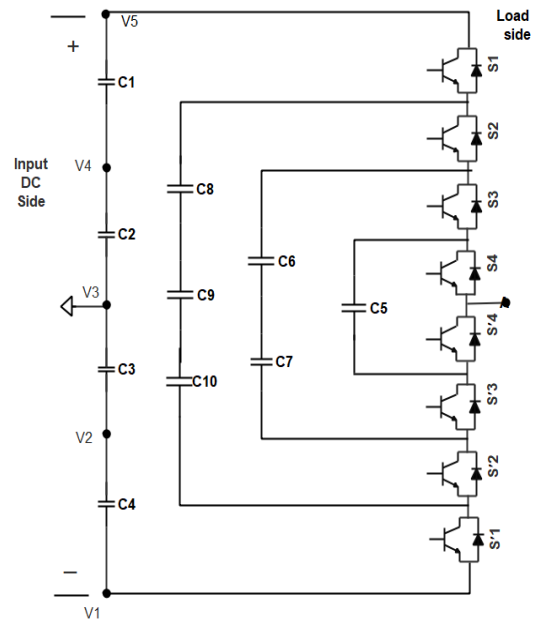 Load
side
V5
+
S1
C1
S2
V4
Input
DC
Side
C8
S3
C2
C6
S4
V3
C9
C5
S'4
C3
C7
C10
S'3
V2
S'2
C4
S'1
−
V1